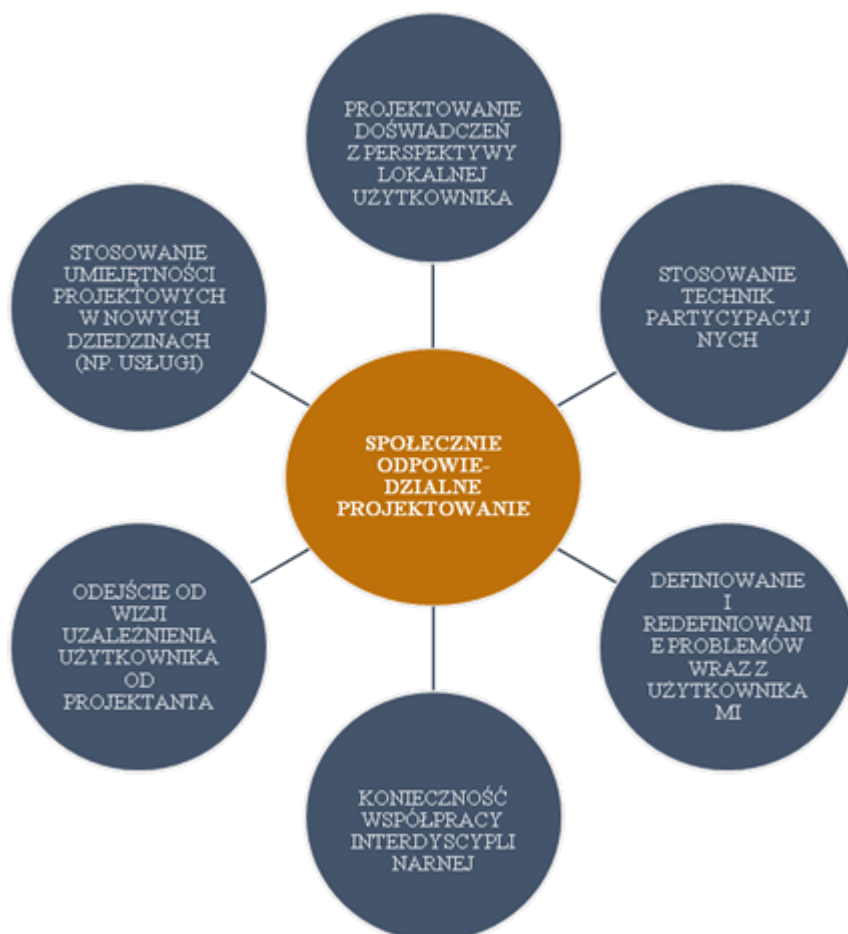 PROJEKTOWANIE
DOŚWIADCZEŃ
Z PERSPEKTYWY
LOKALNEJ
UŻYTKOWNIKA
STOSOWANIE
UMIEJĘTNOŚCI
PROJEKTOWYCH
W NOWYCH
DZIEDZINACH
(NP. USŁUGI)
STOSOWANIE
TECHNIK
PARTYCYPACYJ
NYCH
SPOŁECZNIE
ODPOWIE-
DZIALNE
PROJEKTOWANIE
ODEJŚCIE OD
WIZJI
UZALEŻNIENIA
UŻYTKOWNIKA
OD
PROJEKTANTA
DEFINIOWANIE
I
REDEFINIOWANI
E PROBLEMÓW
WRAZ Z
UŻYTKOWNIKA
MI
KONIECZNOŚĆ
WSPÓŁPRACY
INTERDYSCYPLI
NARNEJ